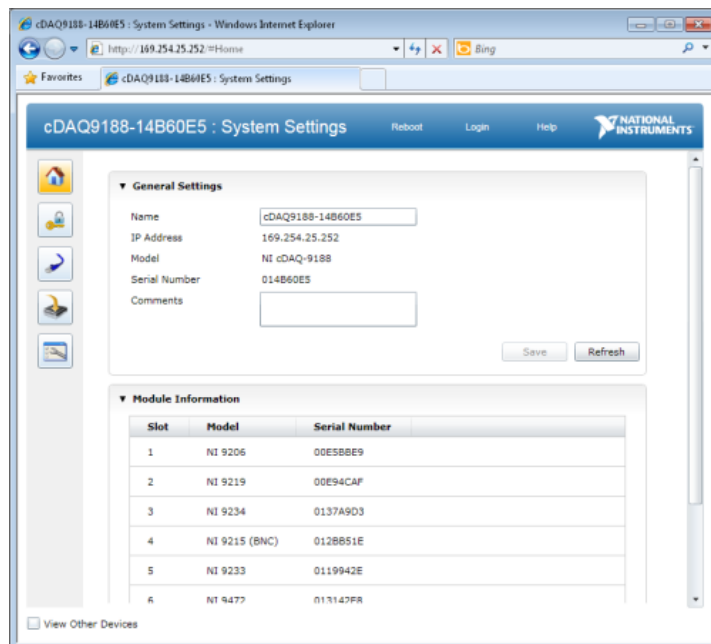 cDAQ9188-14B60E5 : System Settings - Windows Internet Explorer
http://169.254.25.252/#Home
Bing
Favorites
cDAQ9188-14B60E5 : System Settings
cDAQ9188-14B60E5 : System Settings
Reboot
Login
Help
NATIONAL
INSTRUMENTS
General Settings
Name cDAQ9188-14B60E5
IP Address 169.254.25.252
Model NI cDAQ-9188
Serial Number 014B60E5
Comments
Save Refresh
Module Information
Slot Model Serial Number
1 NI 9206 00E5BBE9
2 NI 9219 00E94CAF
3 NI 9234 0137A9D3
4 NI 9215 (BNC) 012BB51E
5 NI 9233 0119942E
6 NI 9472 013142F8
View Other Devices